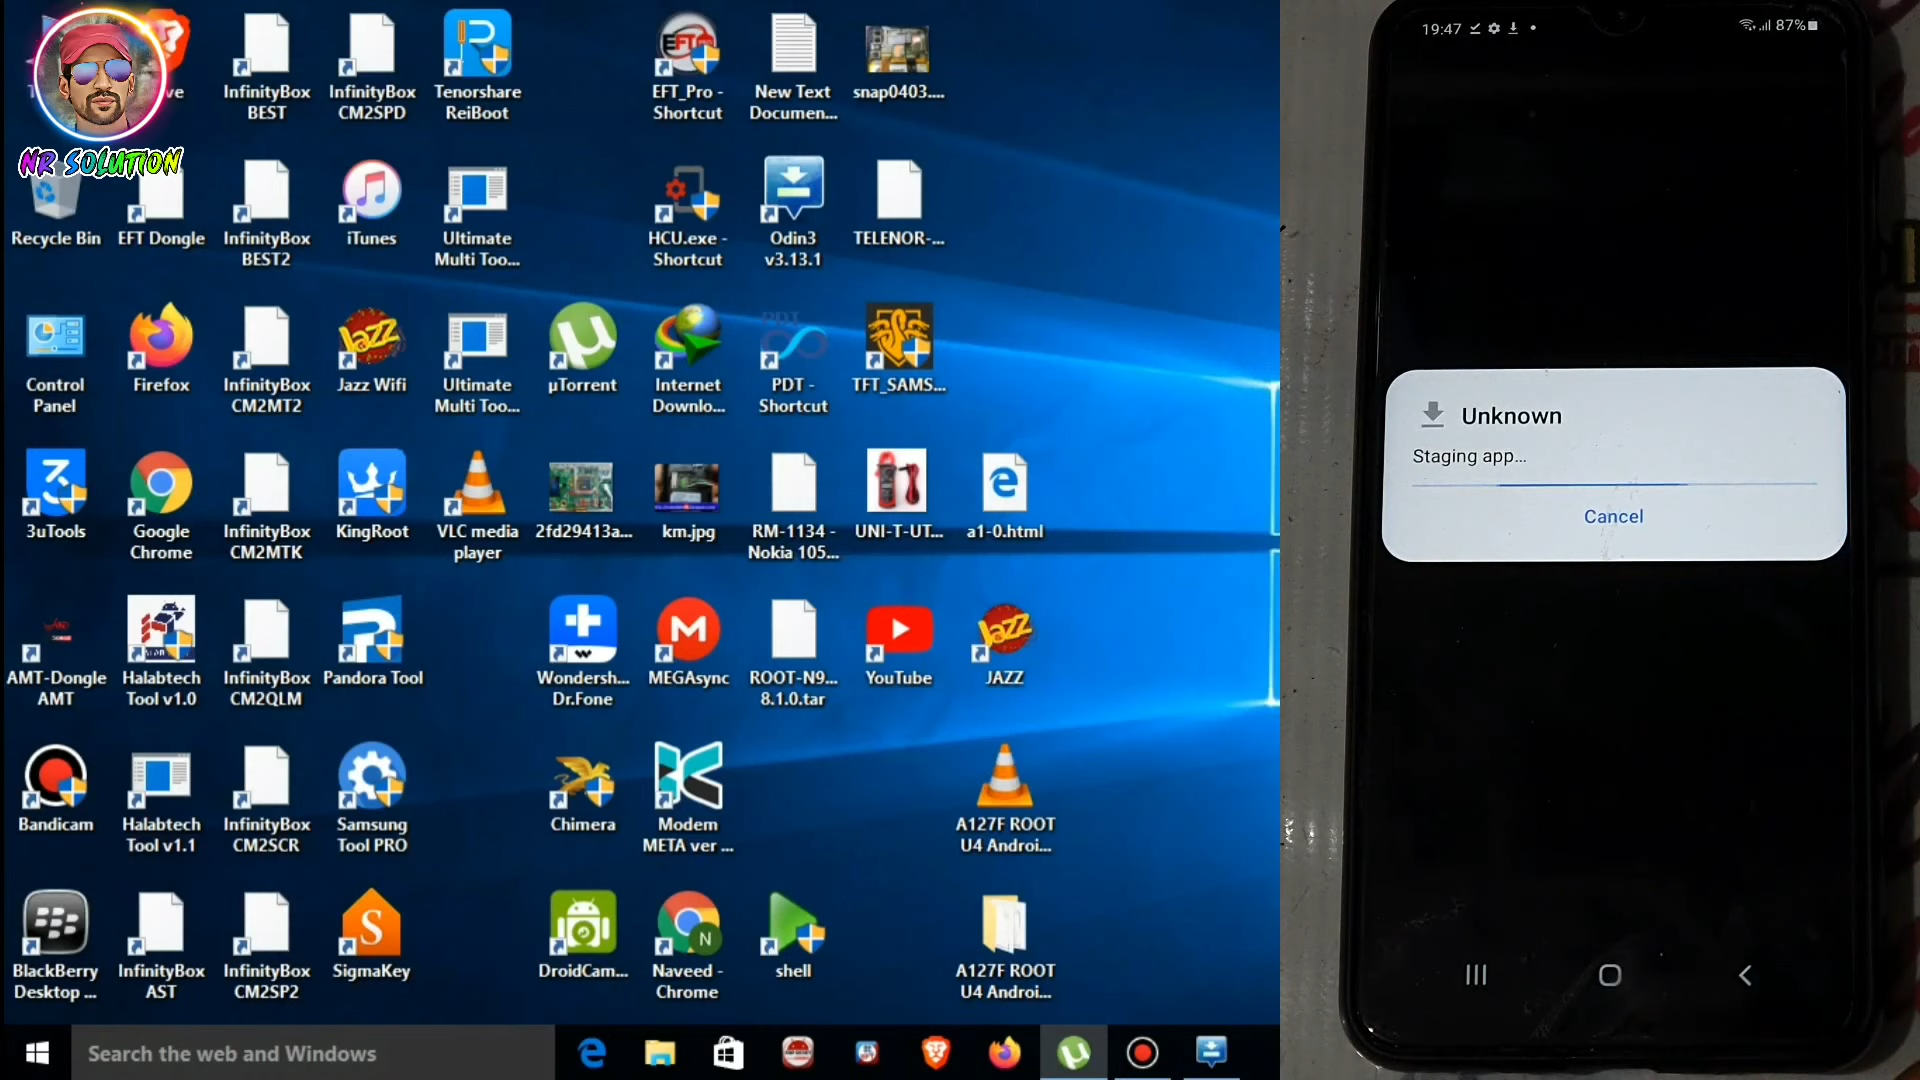 NR SOLUTION
ve
InfinityBox
BEST
InfinityBox
CM2SPD
Tenorshare
ReiBoot
EFT_Pro -
Shortcut
New Text
Documen...
snap0403....
Recycle Bin
EFT Dongle
InfinityBox
BEST2
iTunes
Ultimate
Multi Too...
HCU.exe -
Shortcut
Odin3
v3.13.1
TELENOR-...
Control
Panel
Firefox
InfinityBox
CM2MT2
Jazz
Jazz Wifi
Ultimate
Multi Too...
µTorrent
Internet
Downlo...
PDT
PDT -
Shortcut
TFT_SAMS...
3uTools
Google
Chrome
InfinityBox
CM2MTK
KingRoot
VLC media
player
2fd29413a...
km.jpg
RM-1134 -
Nokia 105...
UNI-T-UT...
a1-0.html
AMT-Dongle
AMT
Halabtech
Tool v1.0
InfinityBox
CM2QLM
Pandora Tool
Wondersh...
Dr.Fone
MEGAsync
ROOT-N9...
8.1.0.tar
YouTube
Jazz
JAZZ
Bandicam
Halabtech
Tool v1.1
InfinityBox
CM2SCR
Samsung
Tool PRO
Chimera
Modem
META ver ...
A127F ROOT
U4 Androi...
BlackBerry
Desktop ...
InfinityBox
AST
InfinityBox
CM2SP2
SigmaKey
DroidCam...
N
Naveed -
Chrome
shell
A127F ROOT
U4 Androi...
Search the web and Windows
19:47
87%
Unknown
Staging app...
Cancel